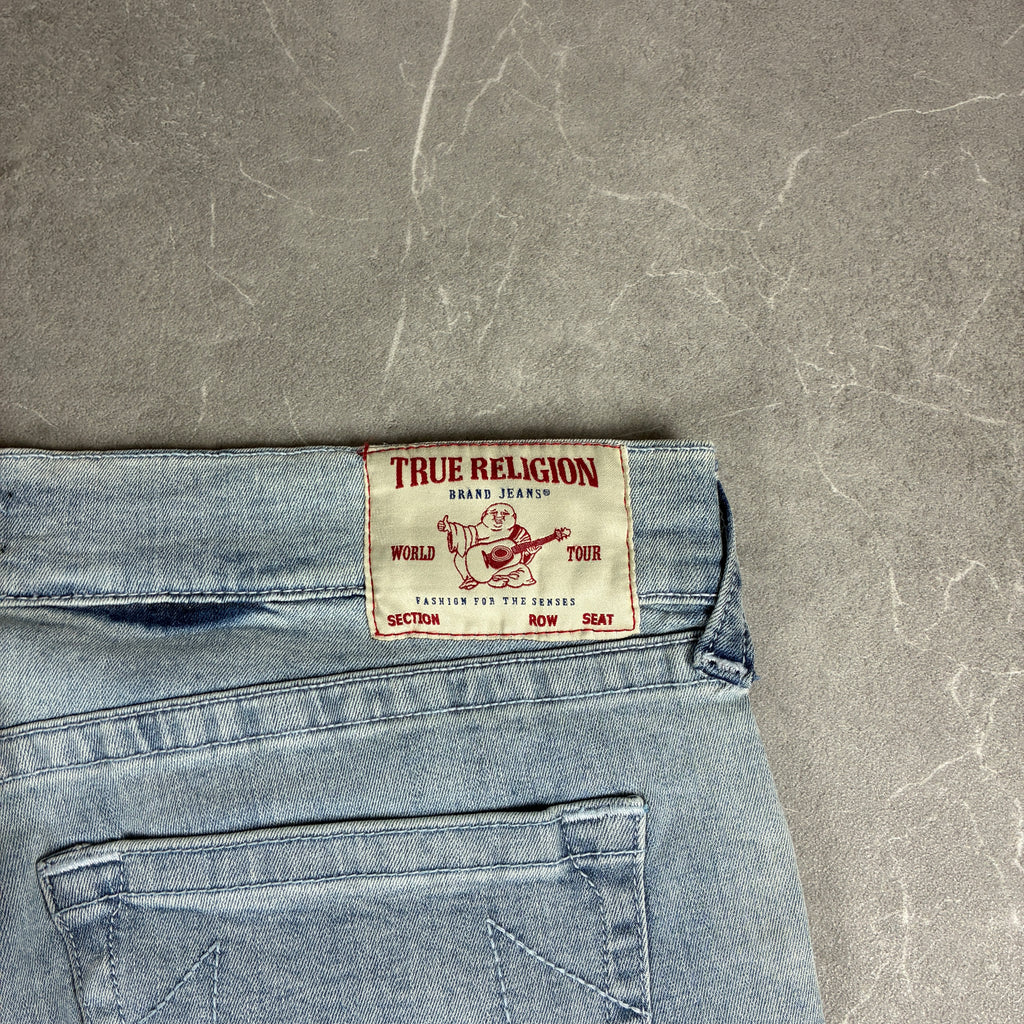 TRUE RELIGION
BRAND JEANS®
WORLD TOUR
FASHION FOR THE SENSES
SECTION ROW SEAT